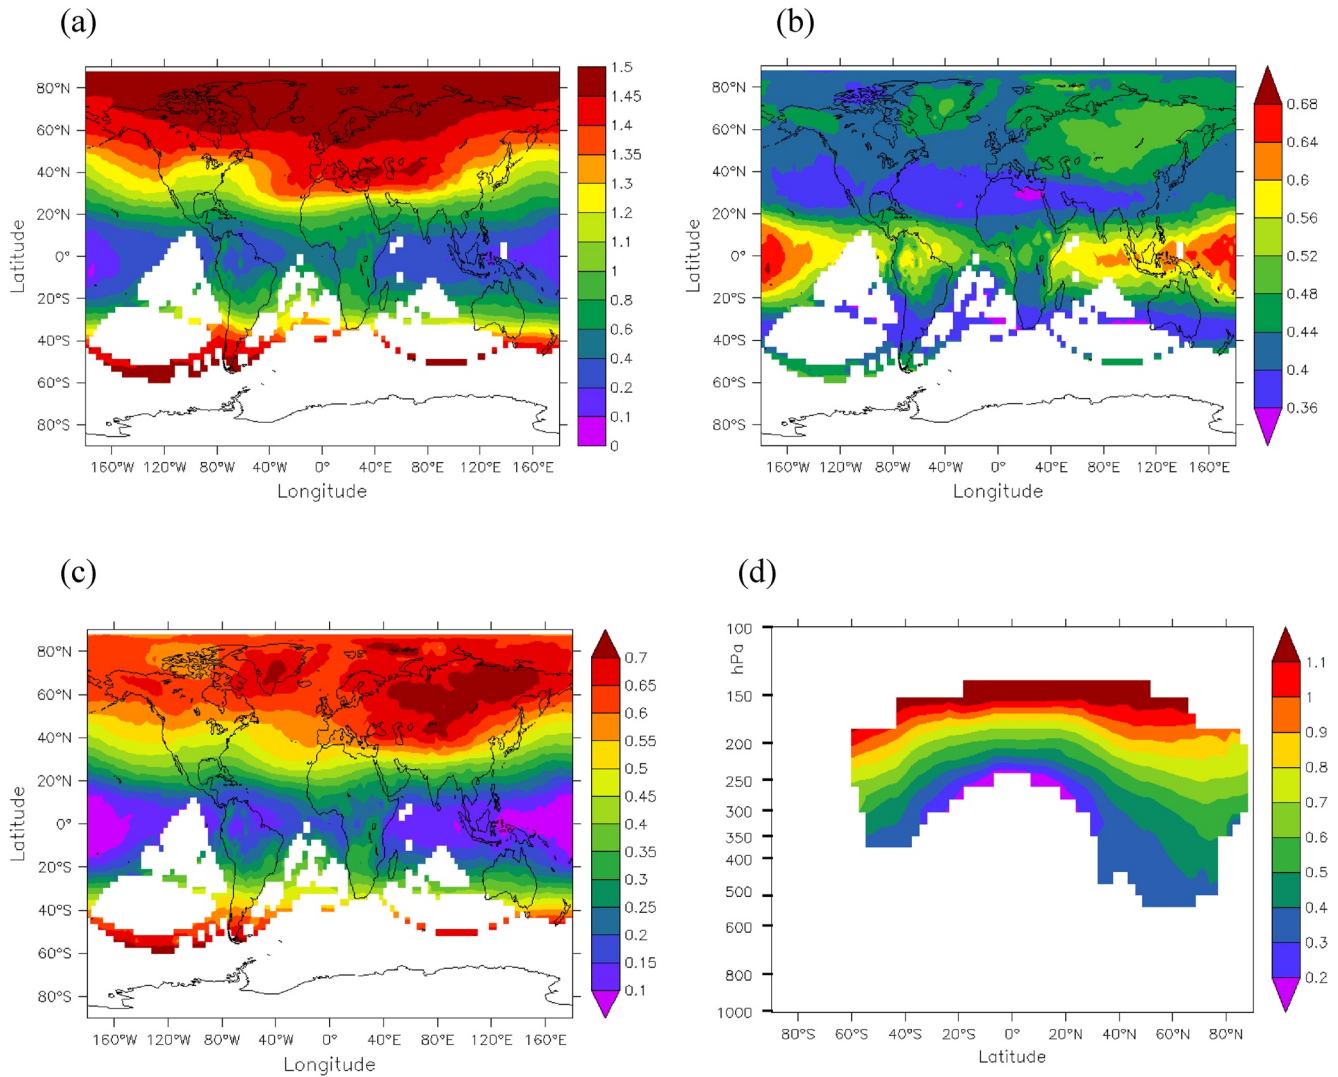 (a)
1.5
1.45
1.4
1.35
1.3
1.2
1.1
1
0.8
0.6
0.4
0.2
0.1
0
80°N
60°N
40°N
20°N
0°
20°S
40°S
60°S
80°S
Latitude
160°W 120°W 80°W 40°W 0° 40°E 80°E 120°E 160°E
Longitude
(b)
0.68
0.64
0.6
0.56
0.52
0.48
0.44
0.4
0.36
80°N
60°N
40°N
20°N
0°
20°S
40°S
60°S
80°S
Latitude
160°W 120°W 80°W 40°W 0° 40°E 80°E 120°E 160°E
Longitude
(c)
0.7
0.65
0.6
0.55
0.5
0.45
0.4
0.35
0.3
0.25
0.2
0.15
0.1
80°N
60°N
40°N
20°N
0°
20°S
40°S
60°S
80°S
Latitude
160°W 120°W 80°W 40°W 0° 40°E 80°E 120°E 160°E
Longitude
(d)
hPa
100
150
200
250
300
350
400
500
600
800
1000
1.1
1
0.9
0.8
0.7
0.6
0.5
0.4
0.3
0.2
80°S 60°S 40°S 20°S 0° 20°N 40°N 60°N 80°N
Latitude